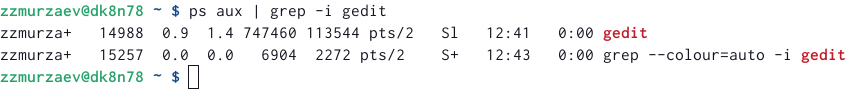 zzmurzaev@dk8n78 ~ $ ps aux | grep -i gedit
zzmurza+   14988  0.9  1.4 747460 113544 pts/2   Sl   12:41   0:00 gedit
zzmurza+   15257  0.0  0.0   6904  2272 pts/2    S+   12:43   0:00 grep --colour=auto -i gedit
zzmurzaev@dk8n78 ~ $